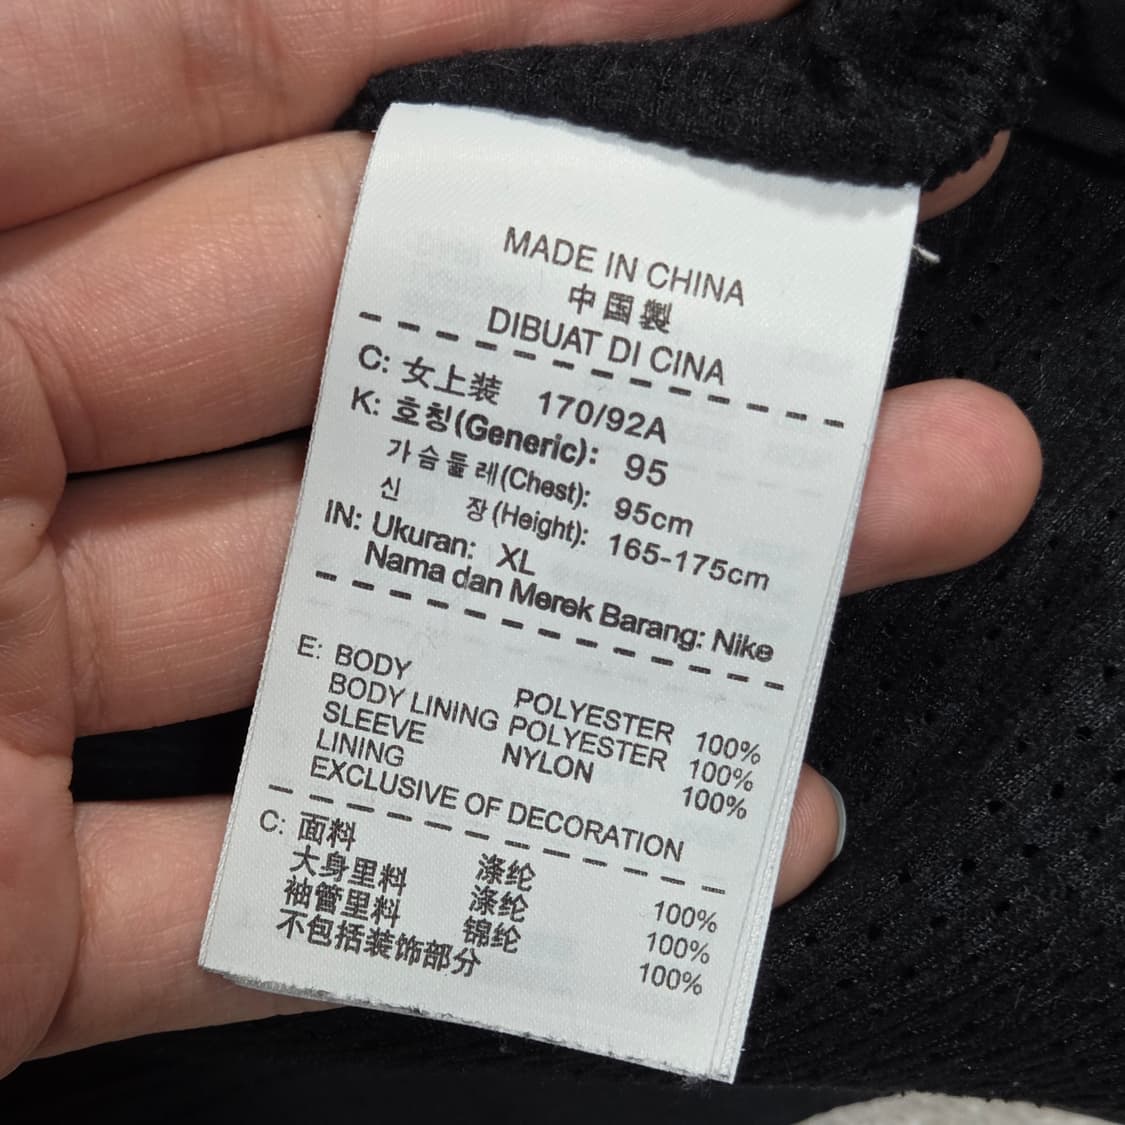 MADE IN CHINA
中国製
DIBUAT DI CINA
C: 女上装 170/92A
K: 호칭(Generic): 95
가슴둘레(Chest): 95cm
신 장(Height): 165-175cm
IN: Ukuran: XL
Nama dan Merek Barang: Nike
E: BODY POLYESTER 100%
BODY LINING POLYESTER 100%
SLEEVE NYLON 100%
LINING
EXCLUSIVE OF DECORATION
C: 面料 涤纶 100%
大身里料 涤纶 100%
袖管里料 锦纶 100%
不包括装饰部分